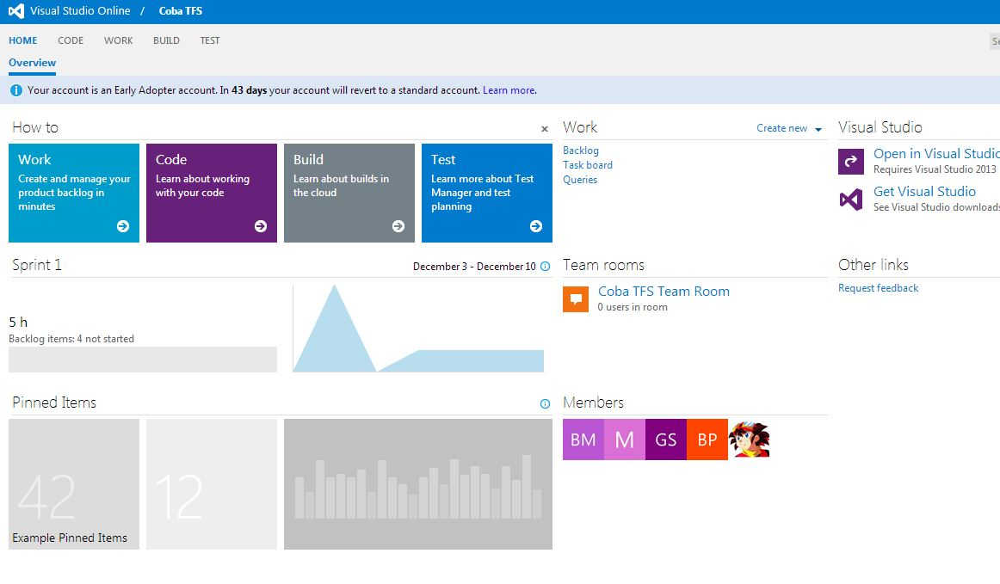 Visual Studio Online / Coba TFS
HOME CODE WORK BUILD TEST
Overview
Your account is an Early Adopter account. In 43 days your account will revert to a standard account. Learn more.
How to
Work
Create and manage your
product backlog in
minutes
Code
Learn about working
with your code
Build
Learn about builds in
the cloud
Test
Learn more about Test
Manager and test
planning
Work
Create new
Backlog
Task board
Queries
Visual Studio
Open in Visual Studio
Requires Visual Studio 2013
Get Visual Studio
See Visual Studio downloads
Sprint 1
December 3 - December 10
5 h
Backlog items: 4 not started
Team rooms
Coba TFS Team Room
0 users in room
Other links
Request feedback
Pinned Items
42
Example Pinned Items
12
Members
BM M GS BP